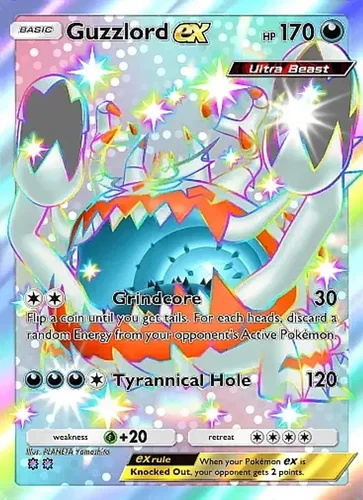 BASIC Guzzlord ex HP 170
Ultra Beast
Grindcore 30
Flip a coin until you get tails. For each heads, discard a
random Energy from your opponent's Active Pokémon.
Tyrannical Hole 120
weakness +20 retreat
Illus. PLANETA Yamashita
ex rule When your Pokémon ex is
Knocked Out, your opponent gets 2 points.